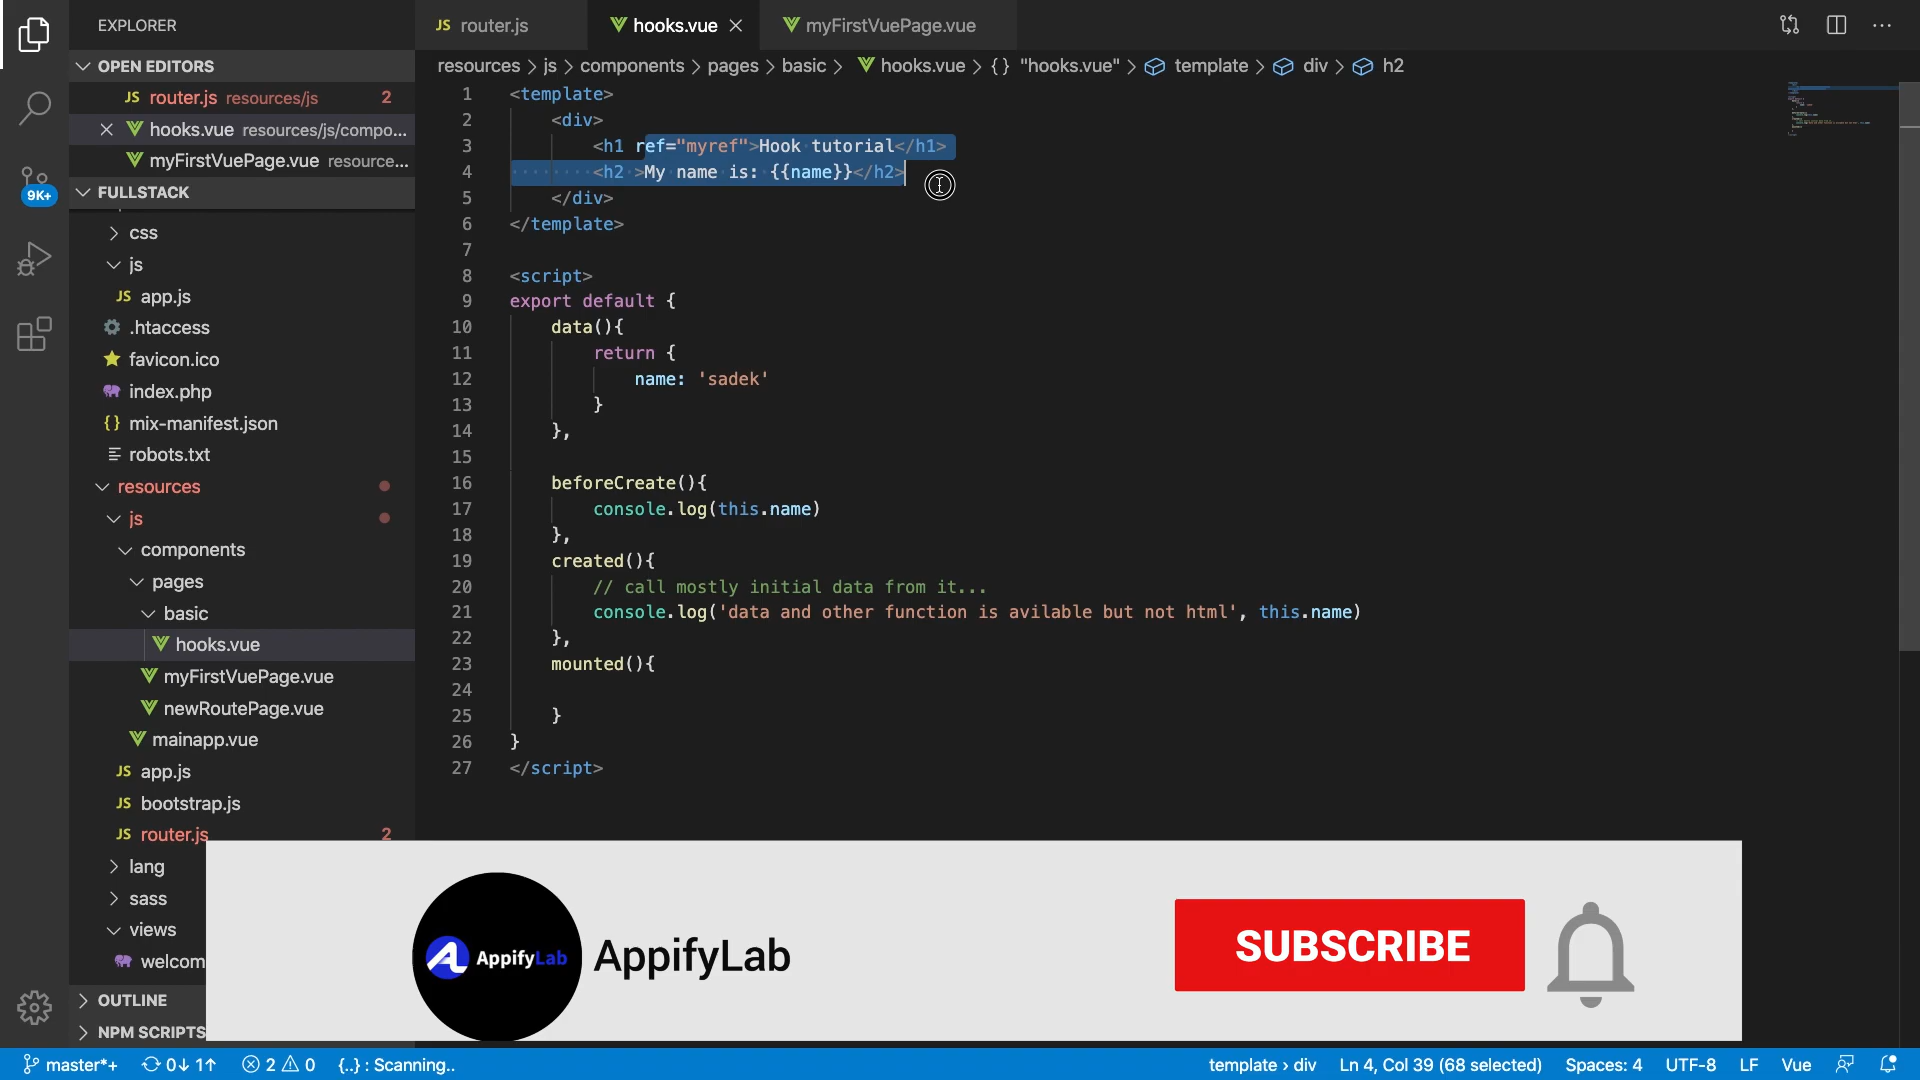 EXPLORER
OPEN EDITORS
JS router.js resources/js 2
hooks.vue resources/js/compo...
myFirstVuePage.vue resource...
9K+
FULLSTACK
css
js
JS app.js
.htaccess
favicon.ico
index.php
{} mix-manifest.json
robots.txt
resources
js
components
pages
basic
hooks.vue
myFirstVuePage.vue
newRoutePage.vue
mainapp.vue
JS app.js
JS bootstrap.js
JS router.js 2
lang
sass
views
welcom
OUTLINE
NPM SCRIPTS
JS router.js
hooks.vue
myFirstVuePage.vue
resources > js > components > pages > basic > hooks.vue > {} "hooks.vue" > template > div > h2
1 <template>
2 <div>
3 <h1 ref="myref">Hook tutorial</h1>
4 <h2 >My name is: {{name}}</h2>
5 </div>
6 </template>
7
8 <script>
9 export default {
10 data(){
11 return {
12 name: 'sadek'
13 }
14 },
15
16 beforeCreate(){
17 console.log(this.name)
18 },
19 created(){
20 // call mostly initial data from it...
21 console.log('data and other function is avilable but not html', this.name)
22 },
23 mounted(){
24
25 }
26 }
27 </script>
AppifyLab
AppifyLab
SUBSCRIBE
master*+ 0↓ 1↑ 2 0 {..} : Scanning.. template › div Ln 4, Col 39 (68 selected) Spaces: 4 UTF-8 LF Vue